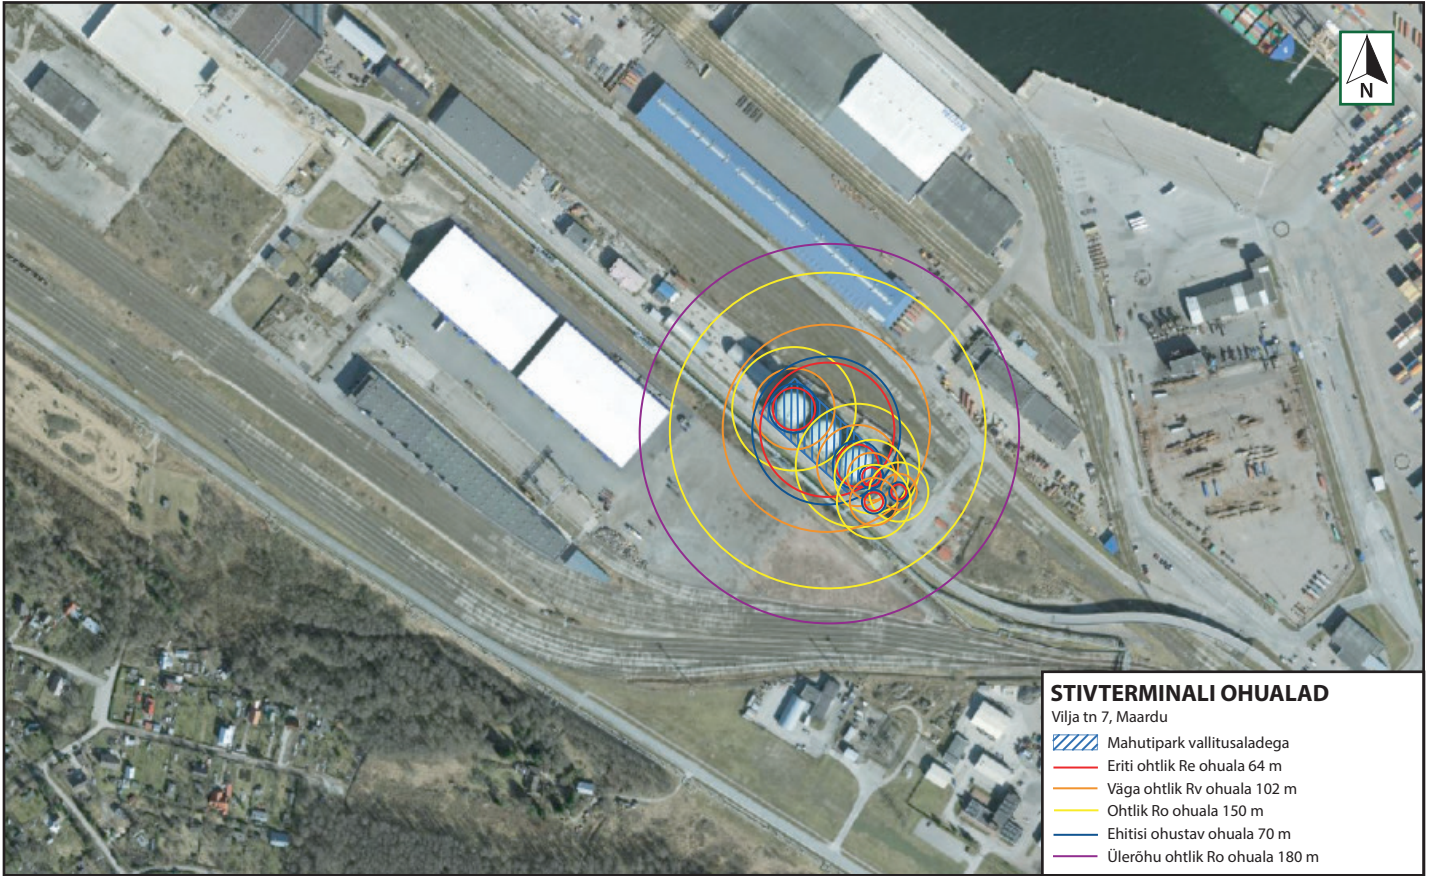 N
STIVTERMINALI OHUALAD
Vilja tn 7, Maardu
Mahutipark vallitusaladega
Eriti ohtlik Re ohuala 64 m
Väga ohtlik Rv ohuala 102 m
Ohtlik Ro ohuala 150 m
Ehitisi ohustav ohuala 70 m
Ülerõhu ohtlik Ro ohuala 180 m